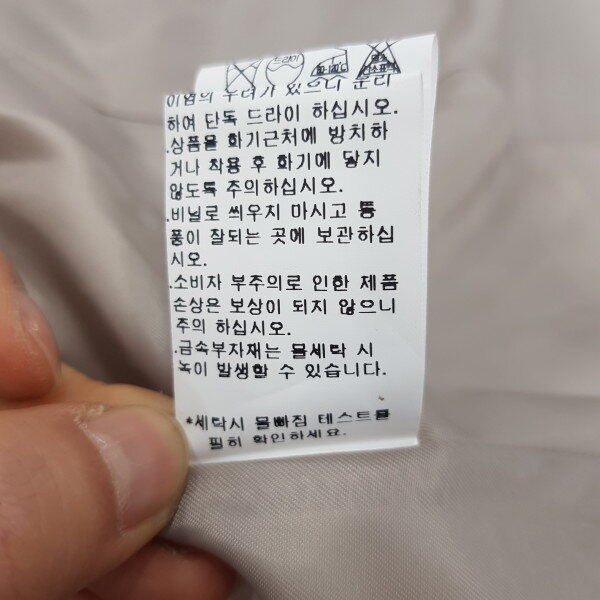 드라이
이염의 우려가 있으니 분리
하여 단독 드라이 하십시오.
.상품을 화기근처에 방치하
거나 착용 후 화기에 닿지
않도록 주의하십시오.
.비닐로 씌우지 마시고 통
풍이 잘되는 곳에 보관하십
시오.
.소비자 부주의로 인한 제품
손상은 보상이 되지 않으니
주의 하십시오.
.금속부자재는 물세탁 시
녹이 발생할 수 있습니다.
*세탁시 물빠짐 테스트를
필히 확인하세요.